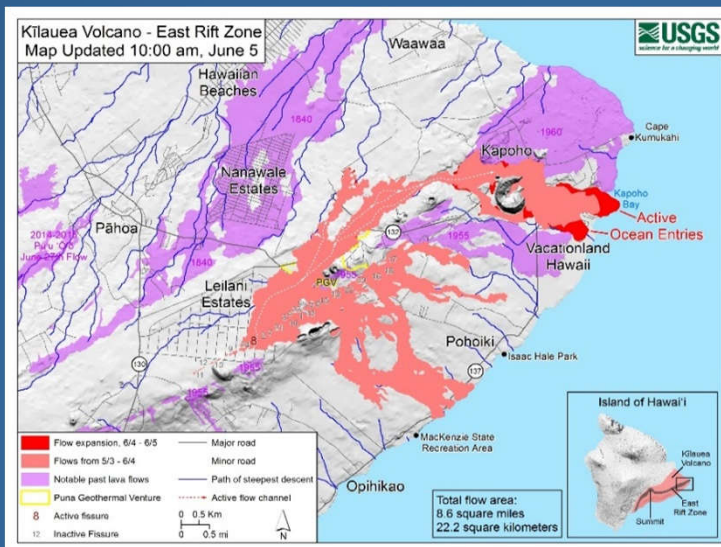 Kīlauea Volcano - East Rift Zone
Map Updated 10:00 am, June 5
USGS
science for a changing world
Waawaa
Hawaiian
Beaches
1840
1960
Cape
Kumukahi
Kapoho
Nanawale
Estates
Kapoho
Bay
Active
Ocean Entries
132
Pāhoa
1955
Vacationland
Hawaii
June 27th Flow
1840
Leilani
Estates
PGV
1955
8
Pohoiki
Isaac Hale Park
130
137
1955
1955
MacKenzie State
Recreation Area
Opihikao
Flow expansion, 6/4 - 6/5
Flows from 5/3 - 6/4
Notable past lava flows
Puna Geothermal Venture
8 Active fissure
12 Inactive Fissure
Major road
Minor road
Path of steepest descent
Active flow channel
0 0.5 Km
0 0.5 mi
N
Total flow area:
8.6 square miles
22.2 square kilometers
Island of Hawai'i
Kīlauea
Volcano
East
Rift Zone
Summit